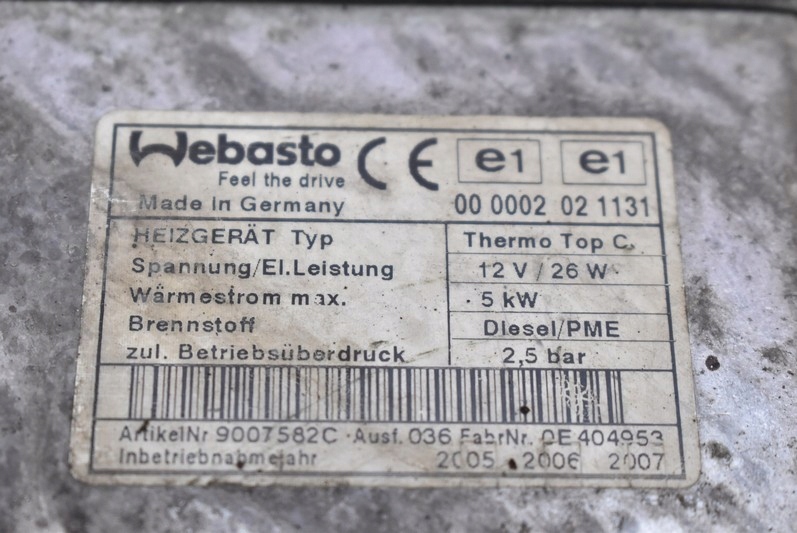 Webasto CE e1 e1
Feel the drive
Made in Germany 00 0002 02 1131
HEIZGERÄT Typ Thermo Top C
Spannung/El.Leistung 12 V / 26 W
Wärmestrom max. 5 kW
Brennstoff Diesel/PME
zul. Betriebsüberdruck 2,5 bar
ArtikelNr 9007582C Ausf. 036 FabrNr. 0E404953
Inbetriebnahmejahr 2005 2006 2007